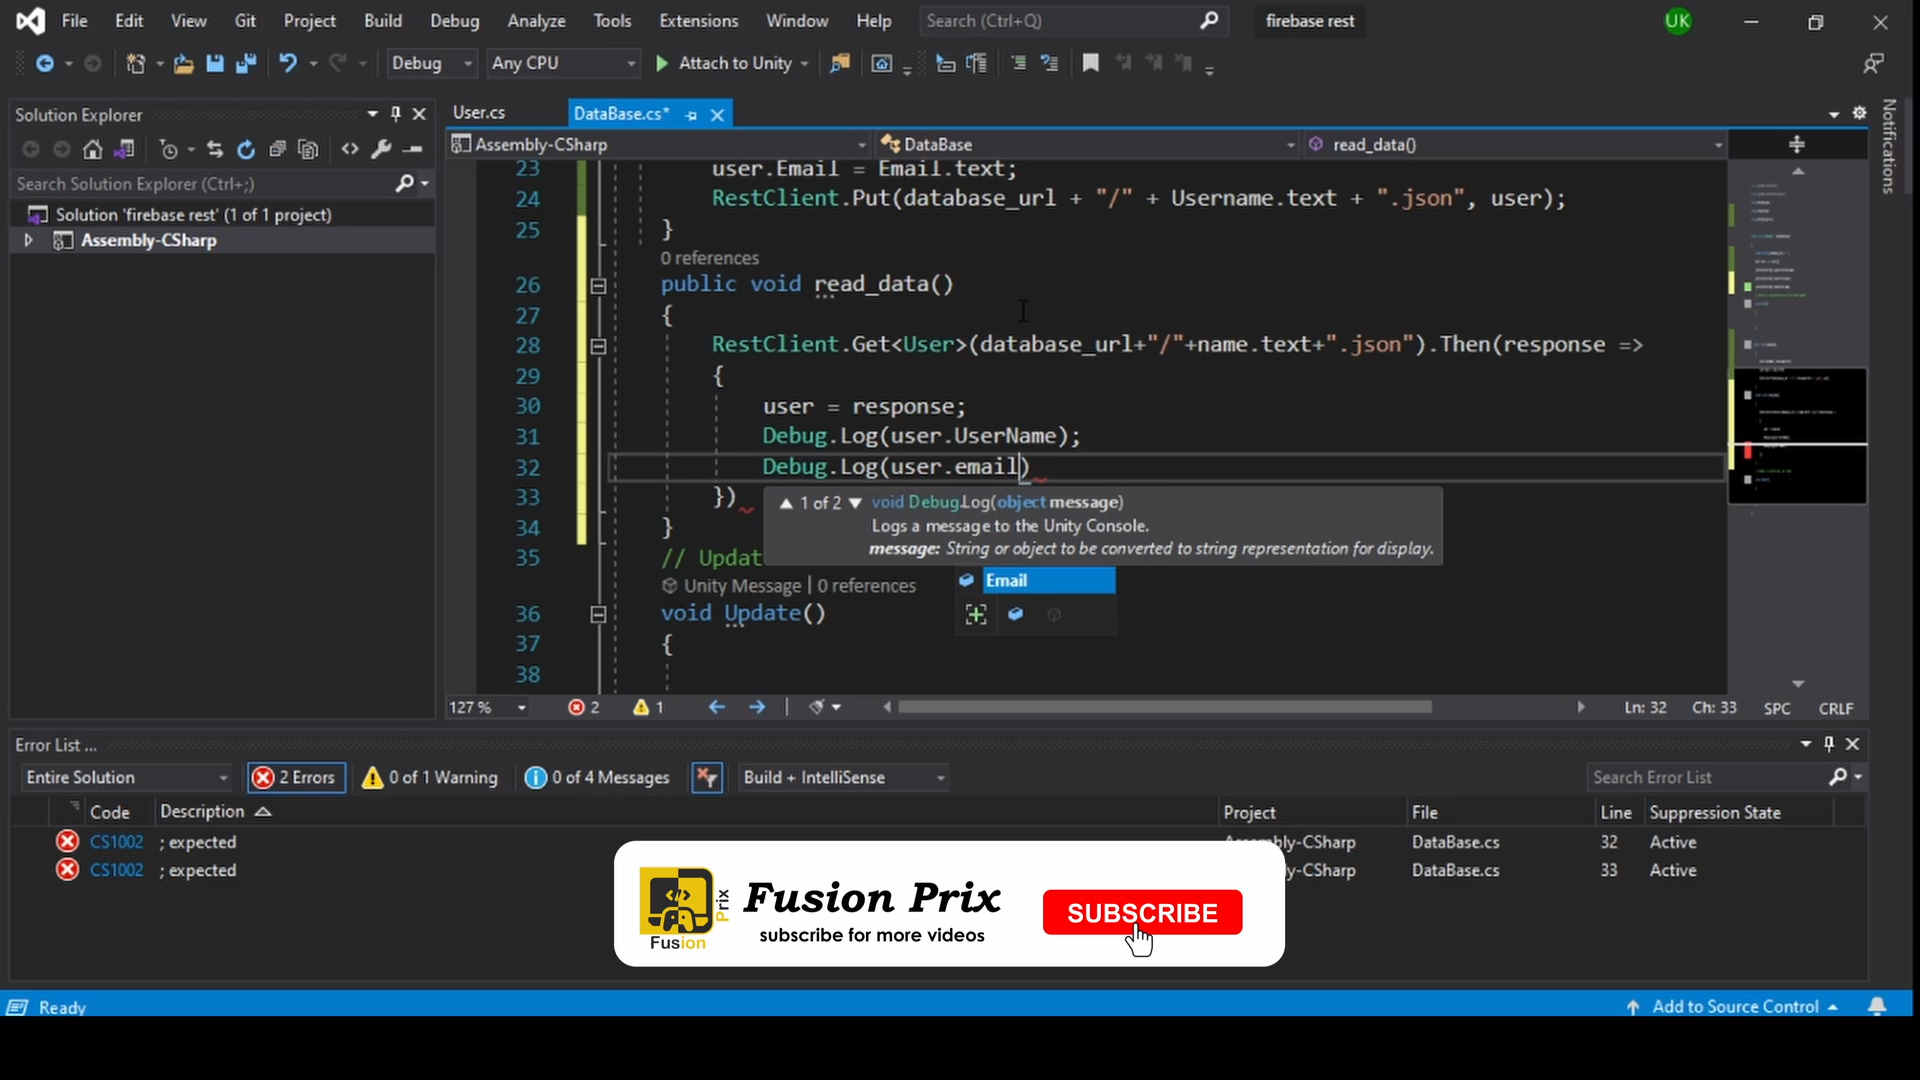 File Edit View Git Project Build Debug Analyze Tools Extensions Window Help Search (Ctrl+Q) firebase rest UK
Debug Any CPU Attach to Unity
Solution Explorer
Search Solution Explorer (Ctrl+;)
Solution 'firebase rest' (1 of 1 project)
Assembly-CSharp
User.cs DataBase.cs*
Assembly-CSharp DataBase read_data()
23 user.Email = Email.text;
24 RestClient.Put(database_url + "/" + Username.text + ".json", user);
25 }
0 references
26 public void read_data()
27 {
28 RestClient.Get<User>(database_url+"/"+name.text+".json").Then(response =>
29 {
30 user = response;
31 Debug.Log(user.UserName);
32 Debug.Log(user.email)
33 })
34 }
35 // Updat
Unity Message | 0 references
36 void Update()
37 {
38
1 of 2 void Debug.Log(object message)
Logs a message to the Unity Console.
message: String or object to be converted to string representation for display.
Email
Notifications
127 % 2 1 Ln: 32 Ch: 33 SPC CRLF
Error List ...
Entire Solution 2 Errors 0 of 1 Warning 0 of 4 Messages Build + IntelliSense Search Error List
Code Description Project File Line Suppression State
CS1002 ; expected Assembly-CSharp DataBase.cs 32 Active
CS1002 ; expected mbly-CSharp DataBase.cs 33 Active
Fusion Prix
Fusion Prix
subscribe for more videos
SUBSCRIBE
Ready Add to Source Control